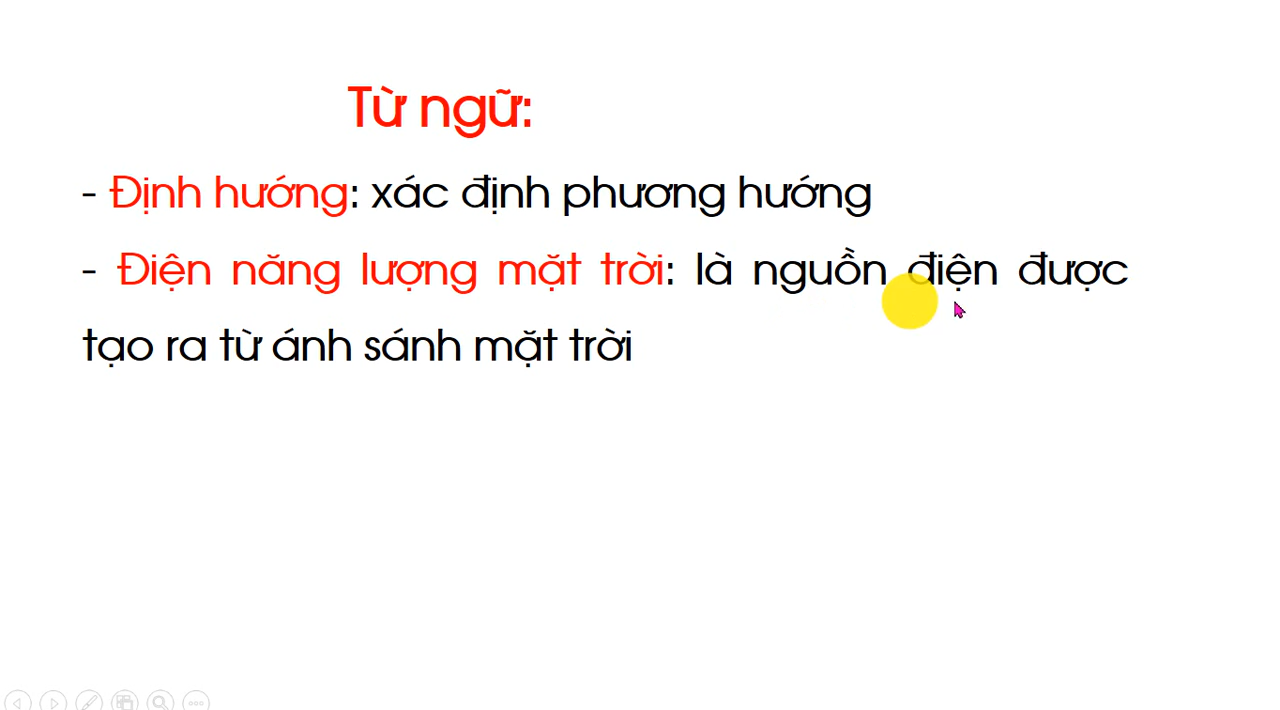 Từ ngữ:
- Định hướng: xác định phương hướng
- Điện năng lượng mặt trời: là nguồn điện được
tạo ra từ ánh sánh mặt trời